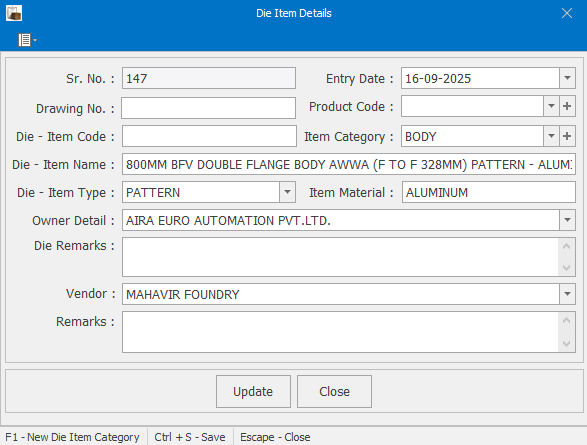 Die Item Details
Sr. No. : 147 Entry Date : 16-09-2025
Drawing No. : Product Code :
Die - Item Code : Item Category : BODY
Die - Item Name : 800MM BFV DOUBLE FLANGE BODY AWWA (F TO F 328MM) PATTERN - ALUMI
Die - Item Type : PATTERN Item Material : ALUMINUM
Owner Detail : AIRA EURO AUTOMATION PVT.LTD.
Die Remarks :
Vendor : MAHAVIR FOUNDRY
Remarks :
Update Close
F1 - New Die Item Category Ctrl + S - Save Escape - Close